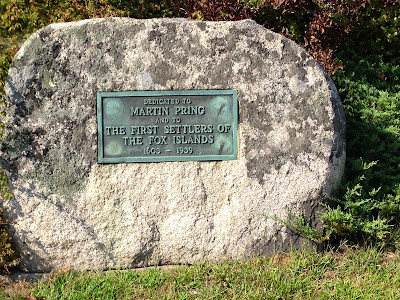 DEDICATED TO
MARTIN PRING
AND TO
THE FIRST SETTLERS OF
THE FOX ISLANDS
1603 - 1939